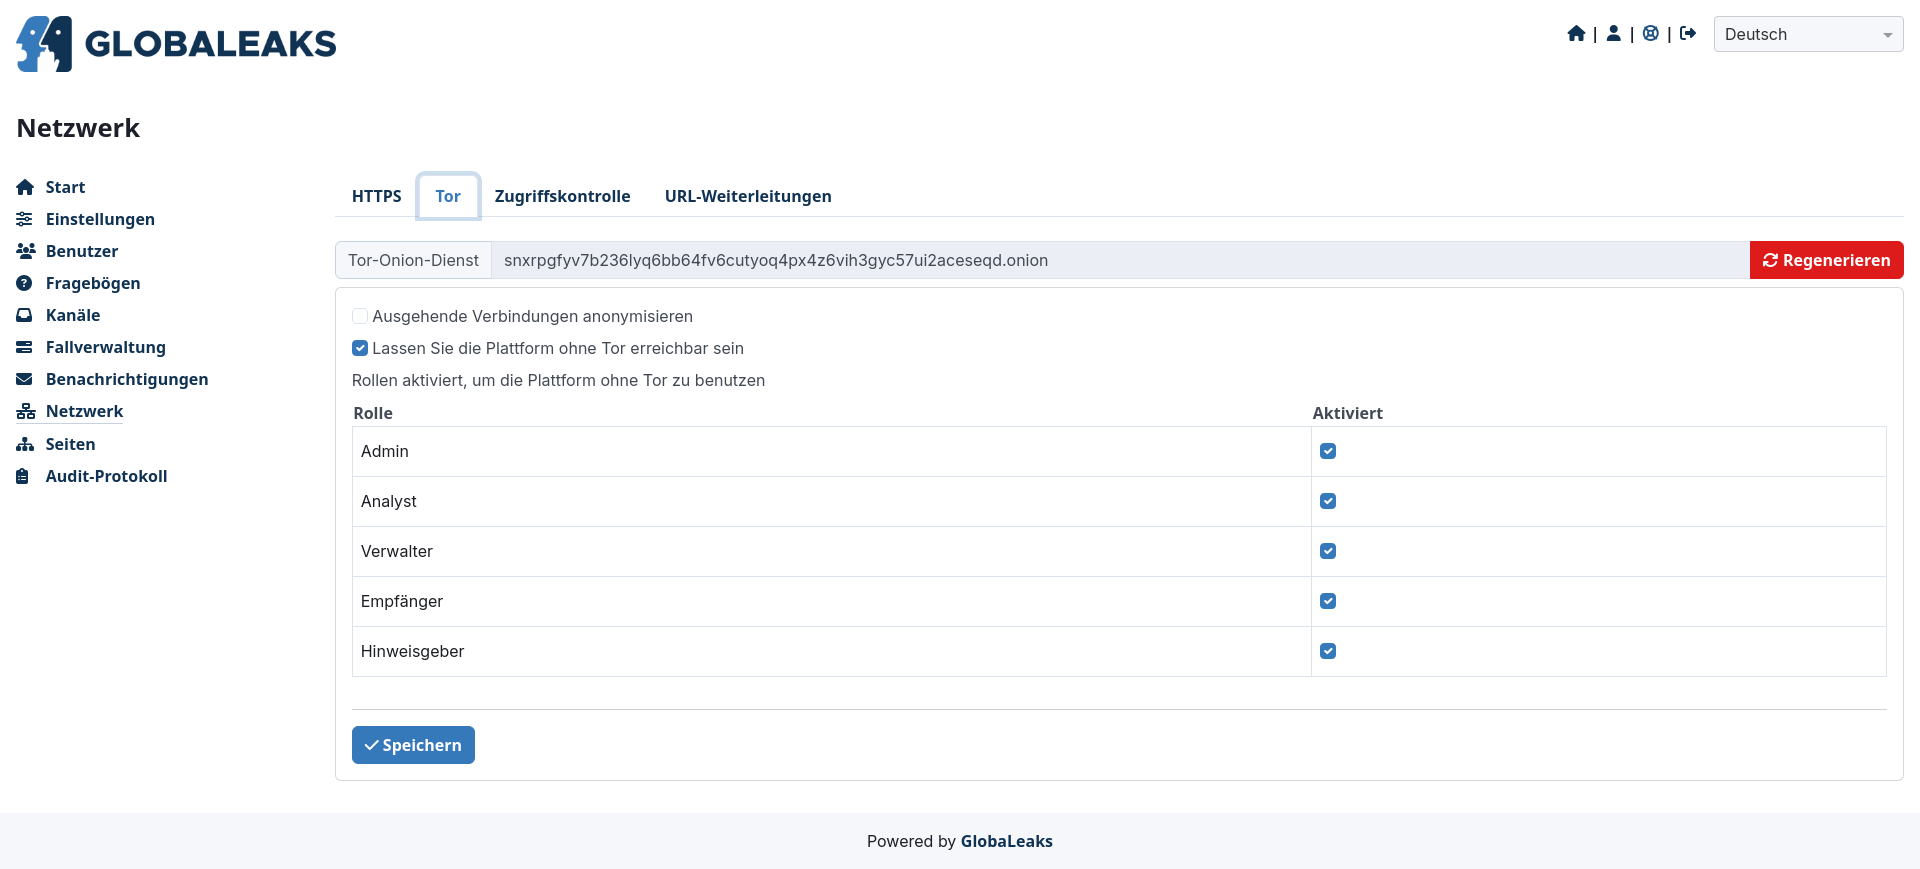 GLOBALEAKS
| | |
Deutsch
Netzwerk
Start
Einstellungen
Benutzer
Fragebögen
Kanäle
Fallverwaltung
Benachrichtigungen
Netzwerk
Seiten
Audit-Protokoll
HTTPS Tor Zugriffskontrolle URL-Weiterleitungen
Tor-Onion-Dienst snxrpgfyv7b236lyq6bb64fv6cutyoq4px4z6vih3gyc57ui2aceseqd.onion Regenerieren
Ausgehende Verbindungen anonymisieren
Lassen Sie die Plattform ohne Tor erreichbar sein
Rollen aktiviert, um die Plattform ohne Tor zu benutzen
Rolle Aktiviert
Admin
Analyst
Verwalter
Empfänger
Hinweisgeber
Speichern
Powered by GlobaLeaks